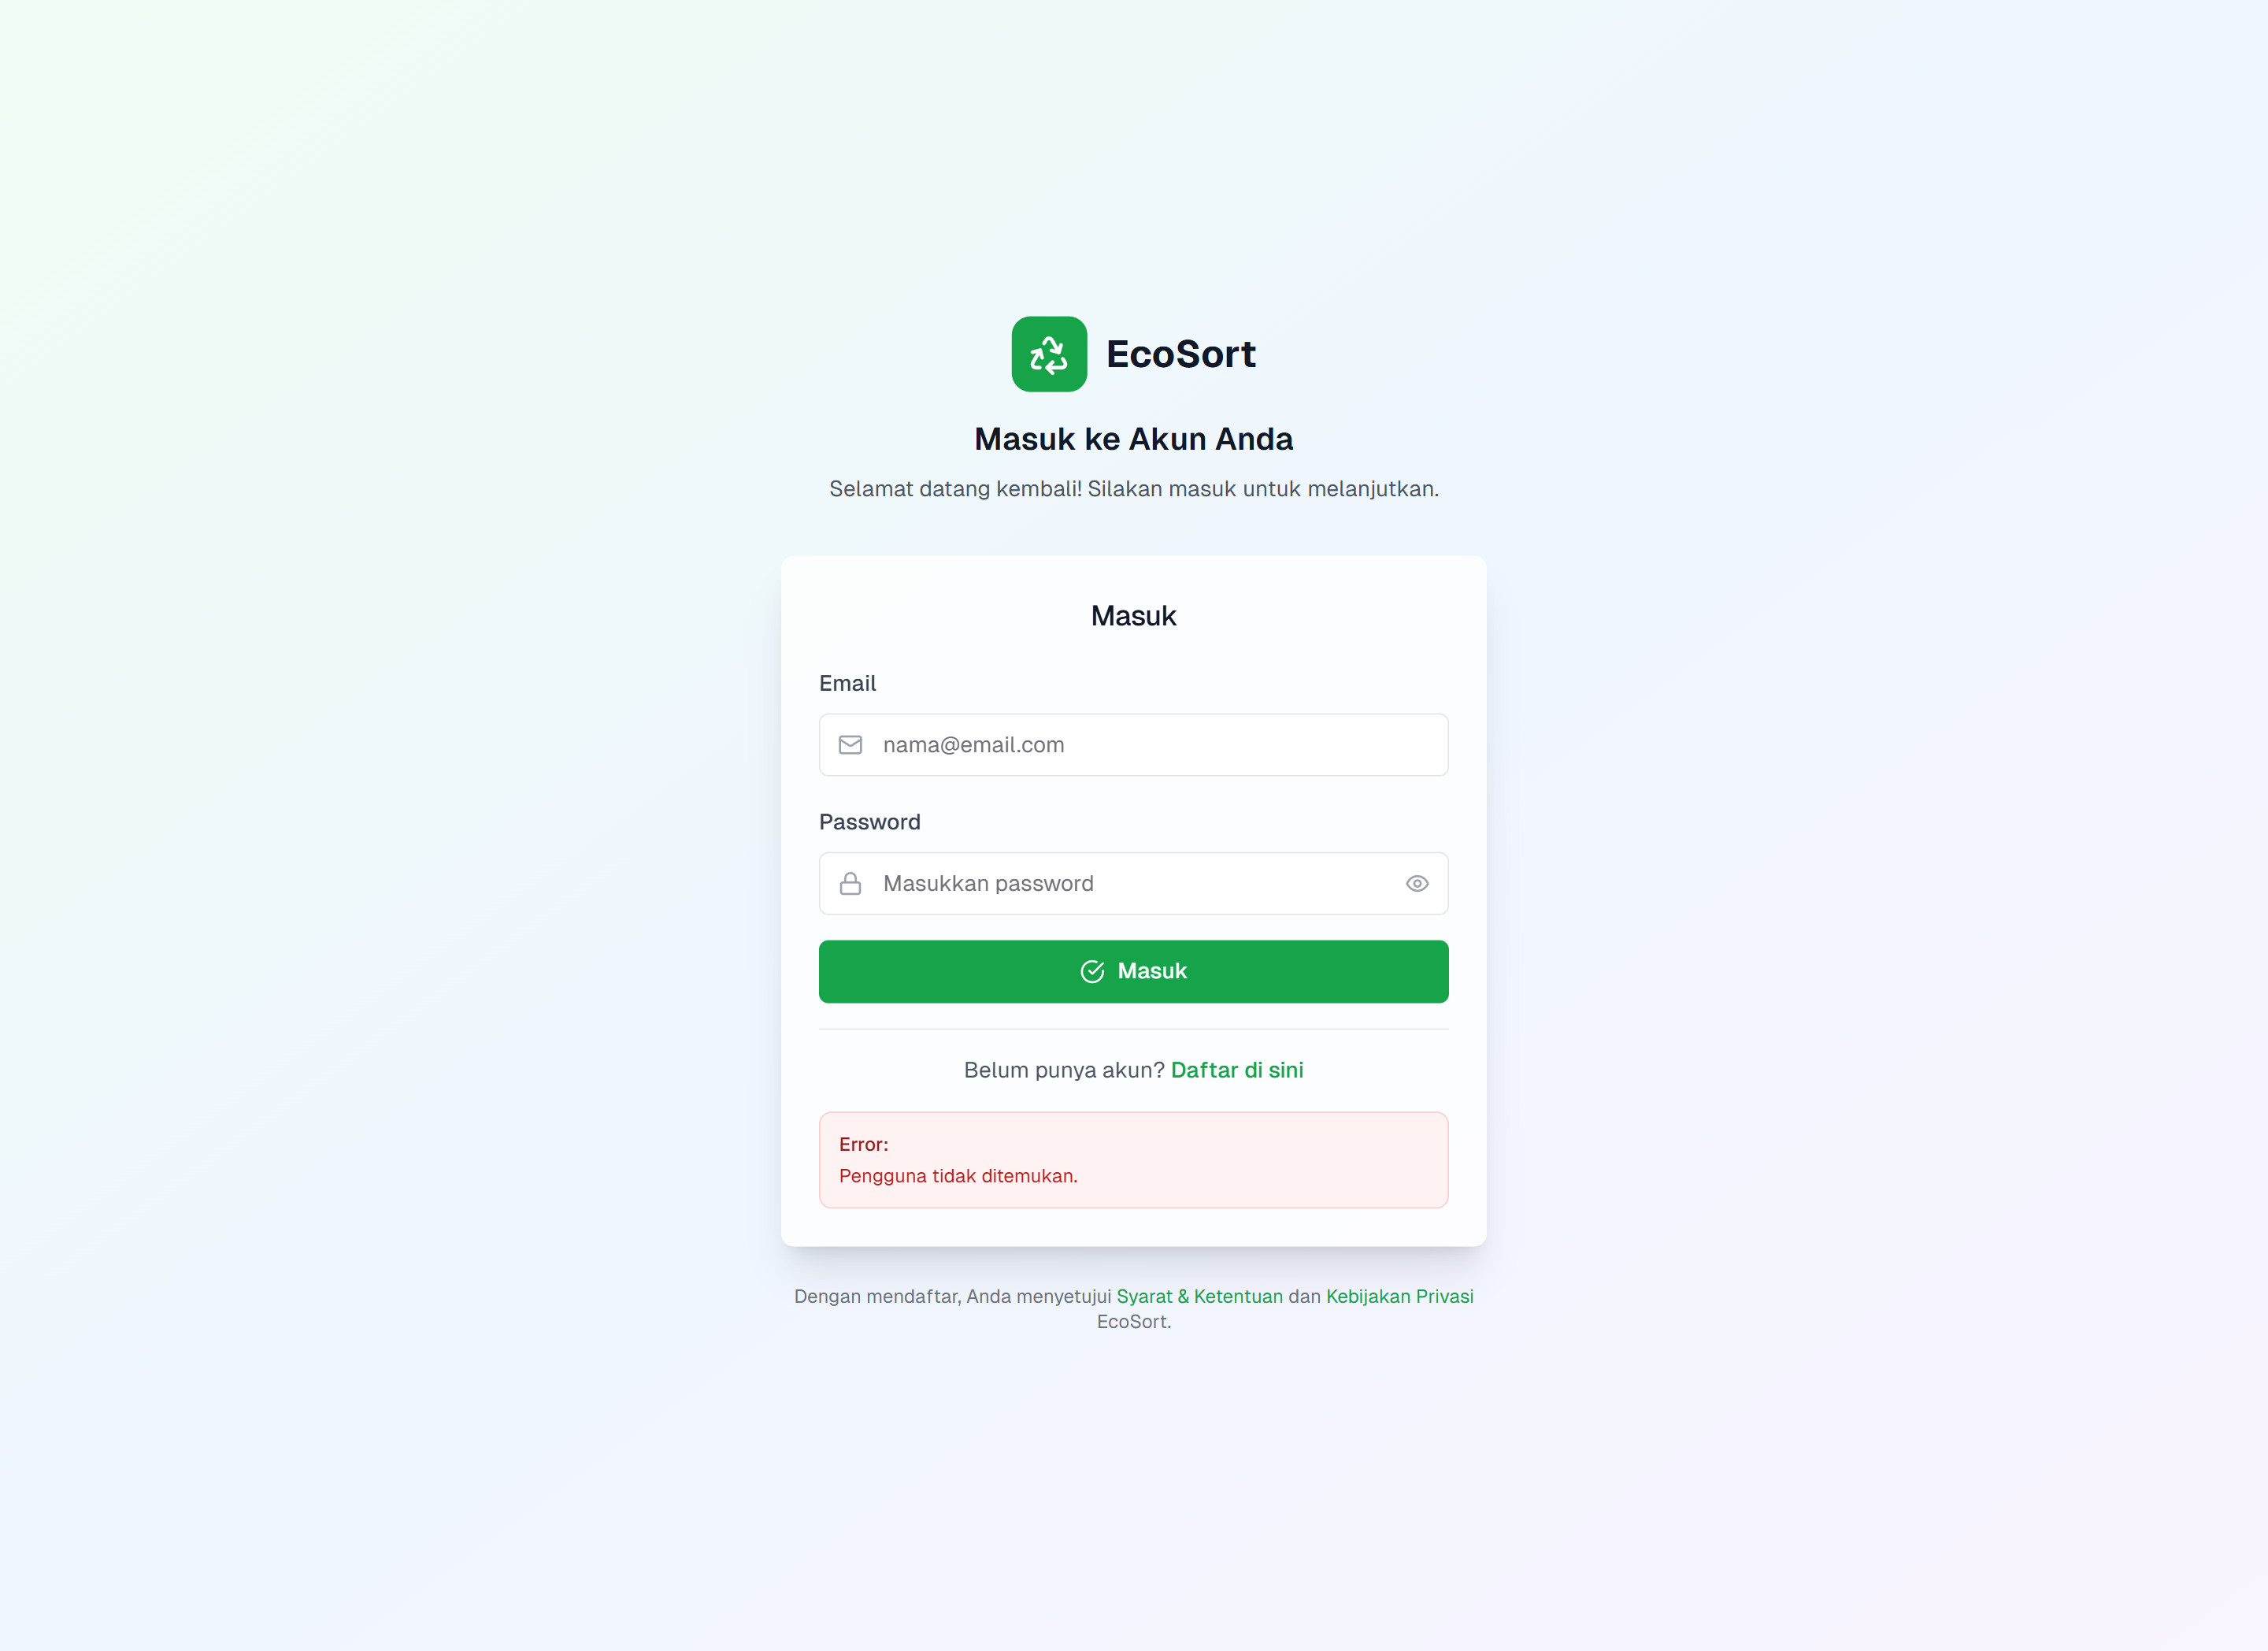 EcoSort
Masuk ke Akun Anda
Selamat datang kembali! Silakan masuk untuk melanjutkan.
Masuk
Email
nama@email.com
Password
Masukkan password
Masuk
Belum punya akun? Daftar di sini
Error:
Pengguna tidak ditemukan.
Dengan mendaftar, Anda menyetujui Syarat & Ketentuan dan Kebijakan Privasi
EcoSort.